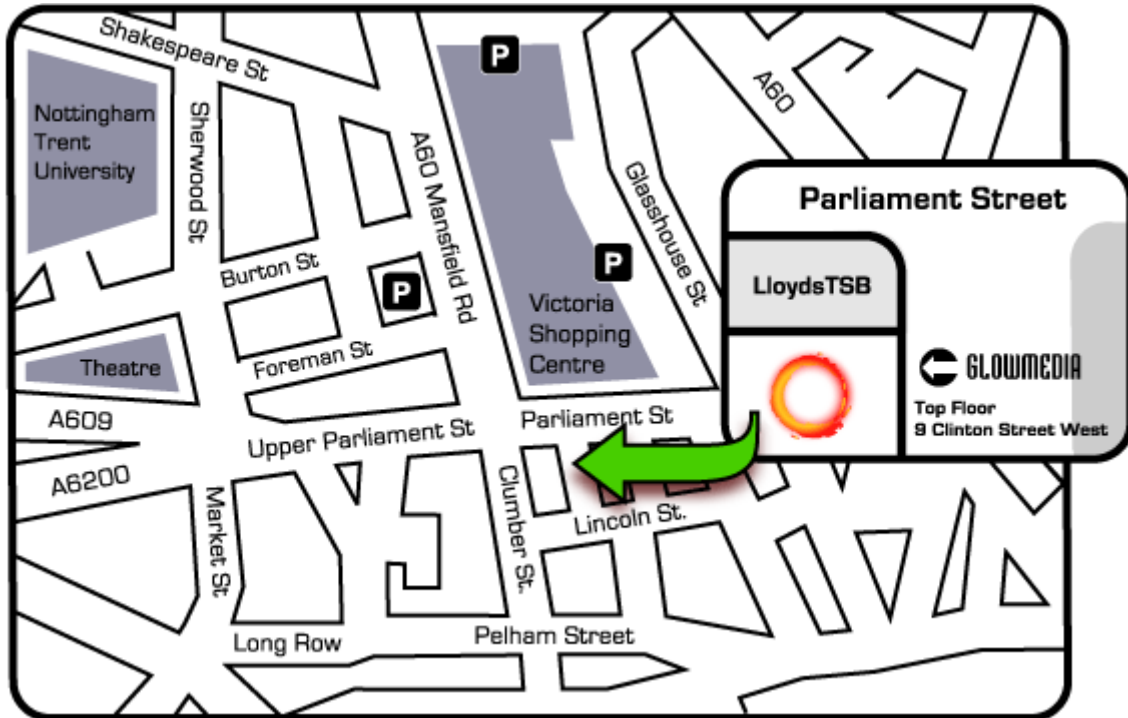 Shakespeare St
P
Nottingham
Trent
University
Sherwood St
A60 Mansfield Rd
A60
Glasshouse St
Parliament Street
LloydsTSB
Burton St
P
P
Victoria
Shopping
Centre
Foreman St
Theatre
GLOWMEDIA
Top Floor
9 Clinton Street West
A609
Parliament St
Upper Parliament St
A6200
Market St
Clumber St.
Lincoln St.
Long Row
Pelham Street